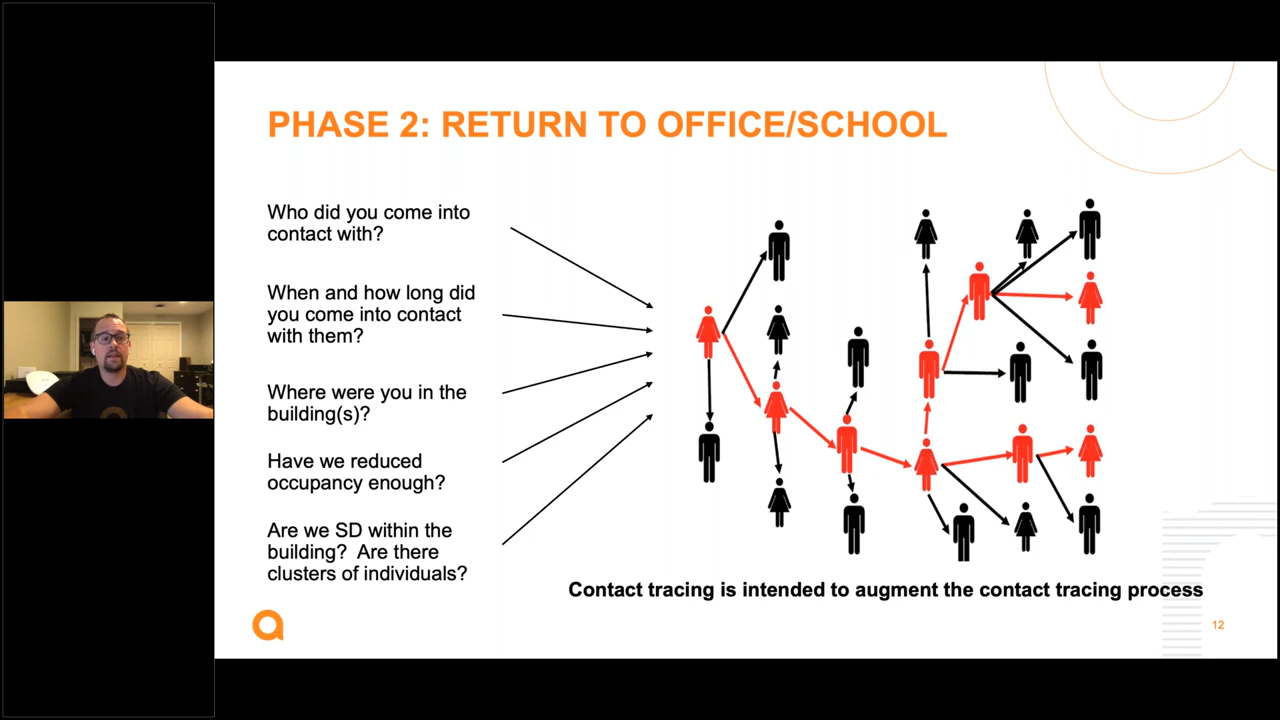 PHASE 2: RETURN TO OFFICE/SCHOOL
Who did you come into
contact with?
When and how long did
you come into contact
with them?
Where were you in the
building(s)?
Have we reduced
occupancy enough?
Are we SD within the
building? Are there
clusters of individuals?
Contact tracing is intended to augment the contact tracing process
12